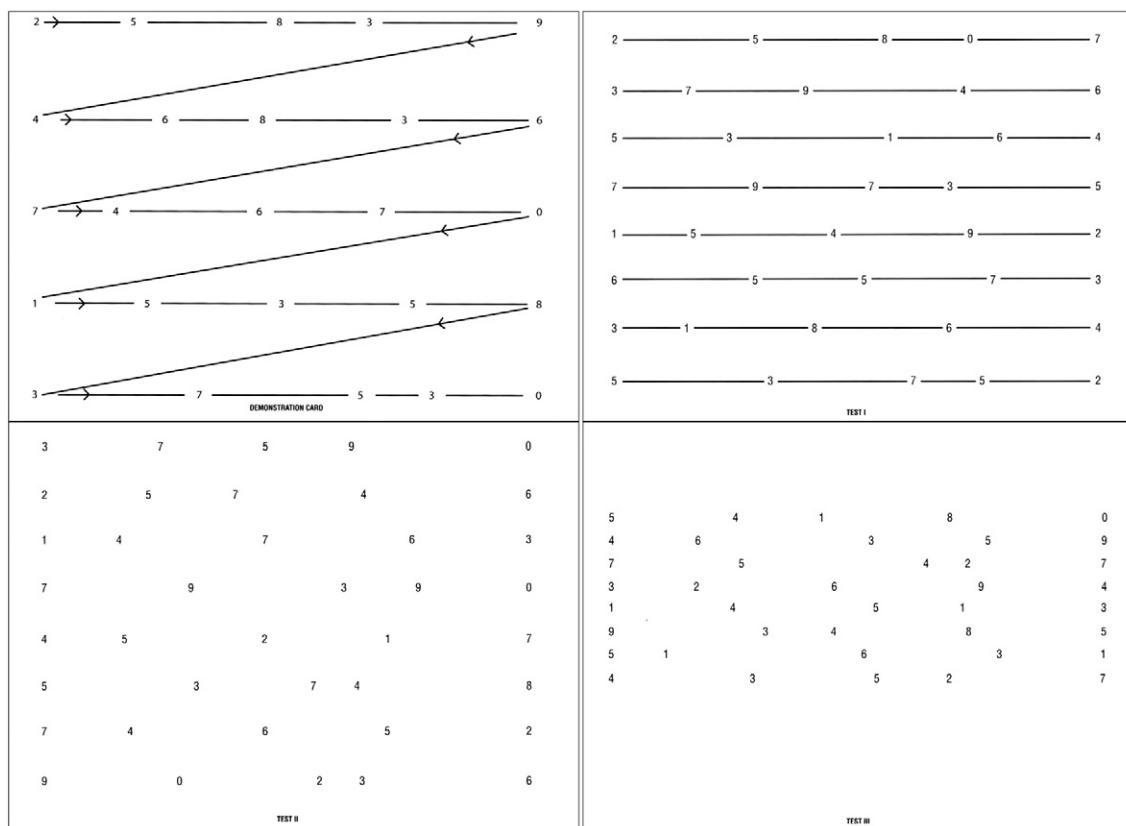 2 5 8 3 9
4 6 8 3 6
7 4 6 7 0
1 5 3 5 8
3 7 5 3 0
DEMONSTRATION CARD
2 5 8 0 7
3 7 9 4 6
5 3 1 6 4
7 9 7 3 5
1 5 4 9 2
6 5 5 7 3
3 1 8 6 4
5 3 7 5 2
TEST I
3 7 5 9 0
2 5 7 4 6
1 4 7 6 3
7 9 3 9 0
4 5 2 1 7
5 3 7 4 8
7 4 6 5 2
9 0 2 3 6
TEST II
5 4 1 8 0
4 6 3 5 9
7 5 4 2 7
3 2 6 9 4
1 4 5 1 3
9 3 4 8 5
5 1 6 3 1
4 3 5 2 7
TEST III